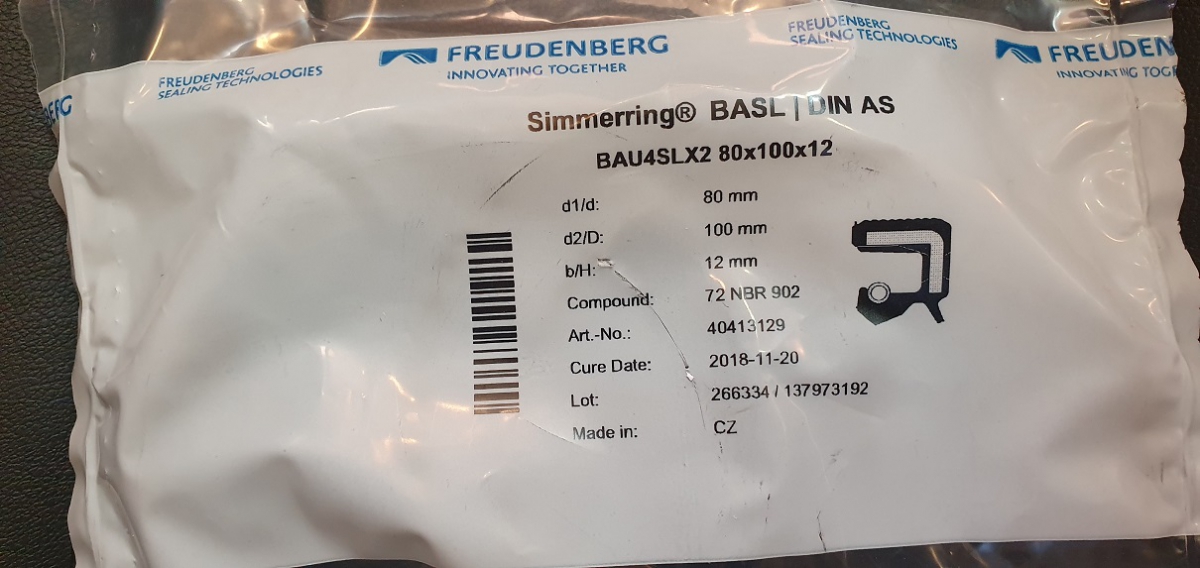 FREUDENBERG
SEALING TECHNOLOGIES
FREUDENBERG
INNOVATING TOGETHER
FREUDENBERG
SEALING TECHNOLOGIES
FREUDEN
INNOVATING TOG
Simmerring® BASL | DIN AS
BAU4SLX2 80x100x12
d1/d: 80 mm
d2/D: 100 mm
b/H: 12 mm
Compound: 72 NBR 902
Art.-No.: 40413129
Cure Date: 2018-11-20
Lot: 266334 / 137973192
Made in: CZ